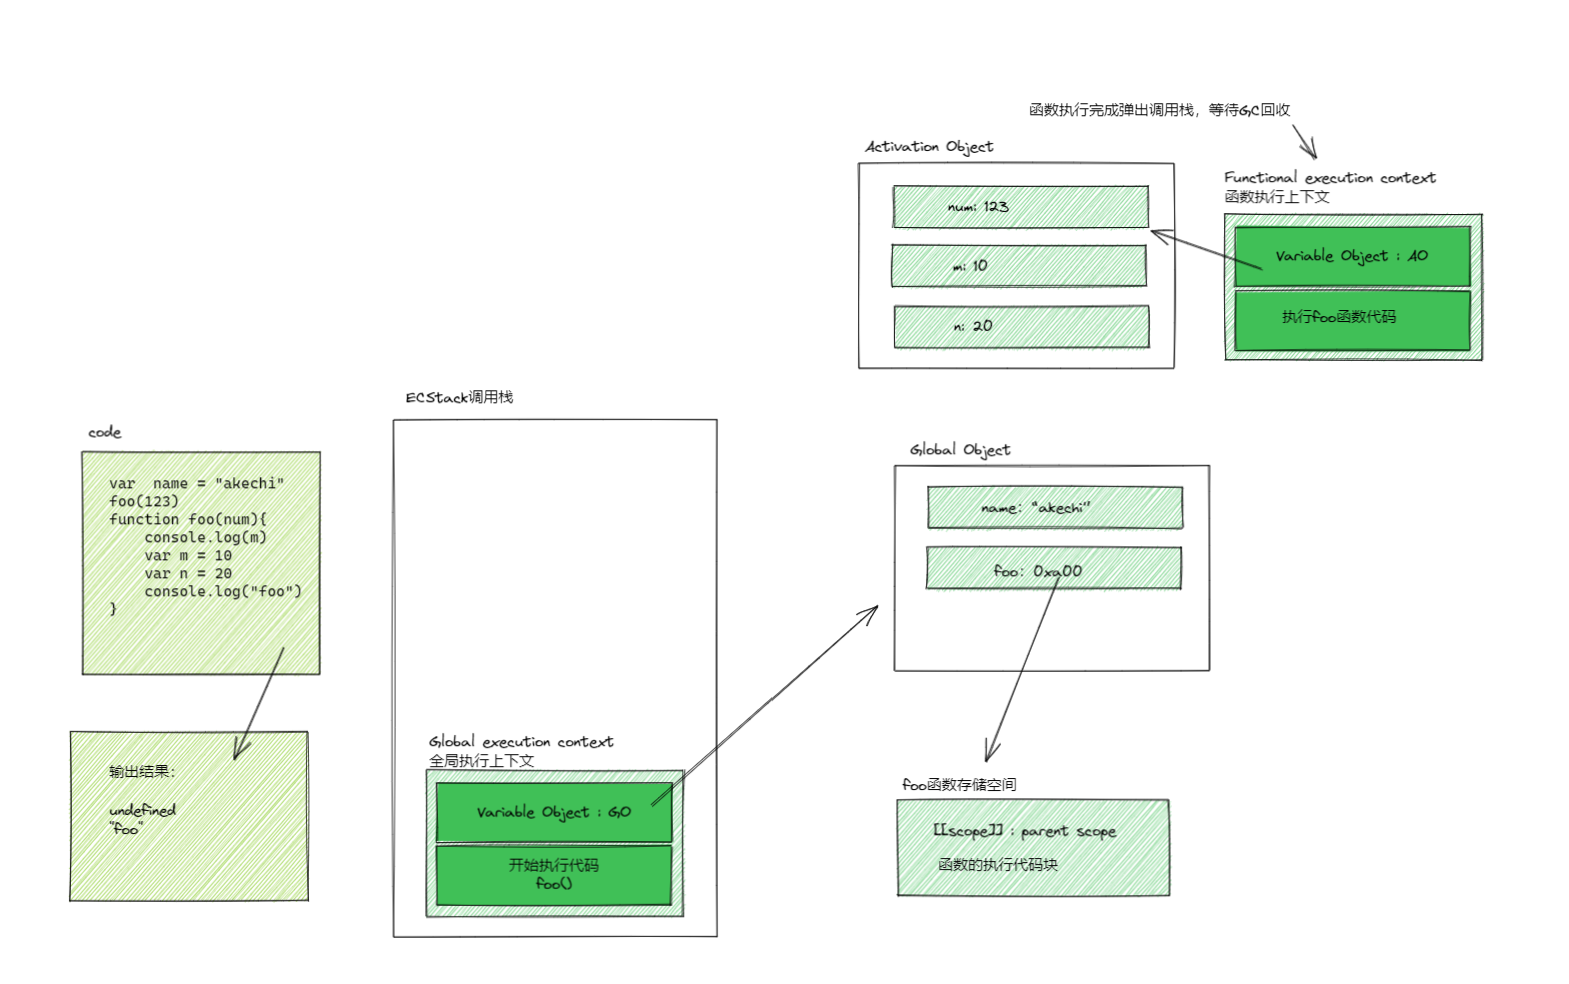 函数执行完成弹出调用栈，等待GC回收
Activation Object
num: 123
m: 10
n: 20
Functional execution context
函数执行上下文
Variable Object : AO
执行foo函数代码
code
var  name = "akechi"
foo(123)
function foo(num){
    console.log(m)
    var m = 10
    var n = 20
    console.log("foo")
}
输出结果：
undefined
"foo"
ECStack调用栈
Global execution context
全局执行上下文
Variable Object : GO
开始执行代码
foo()
Global Object
name: "akechi"
foo: 0xa00
foo函数存储空间
[[scope]] : parent scope
函数的执行代码块